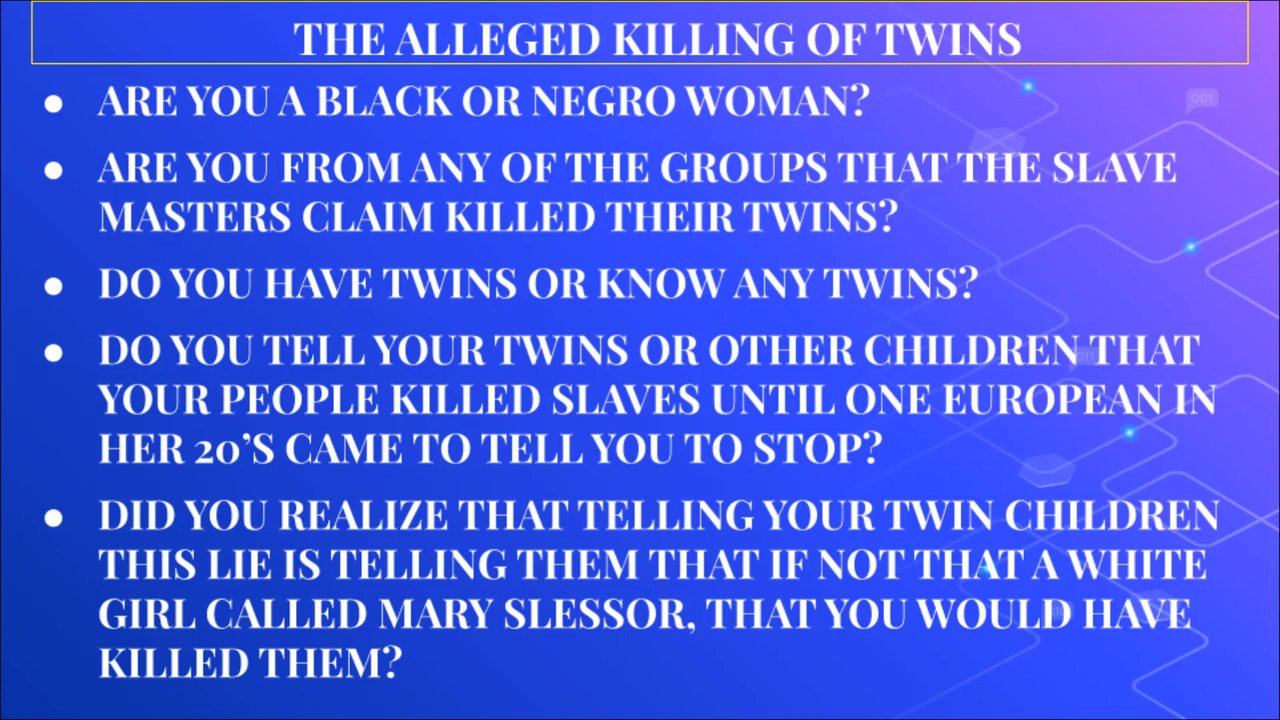 THE ALLEGED KILLING OF TWINS
● ARE YOU A BLACK OR NEGRO WOMAN?
● ARE YOU FROM ANY OF THE GROUPS THAT THE SLAVE
MASTERS CLAIM KILLED THEIR TWINS?
● DO YOU HAVE TWINS OR KNOW ANY TWINS?
● DO YOU TELL YOUR TWINS OR OTHER CHILDREN THAT
YOUR PEOPLE KILLED SLAVES UNTIL ONE EUROPEAN IN
HER 20'S CAME TO TELL YOU TO STOP?
● DID YOU REALIZE THAT TELLING YOUR TWIN CHILDREN
THIS LIE IS TELLING THEM THAT IF NOT THAT A WHITE
GIRL CALLED MARY SLESSOR, THAT YOU WOULD HAVE
KILLED THEM?
001
011